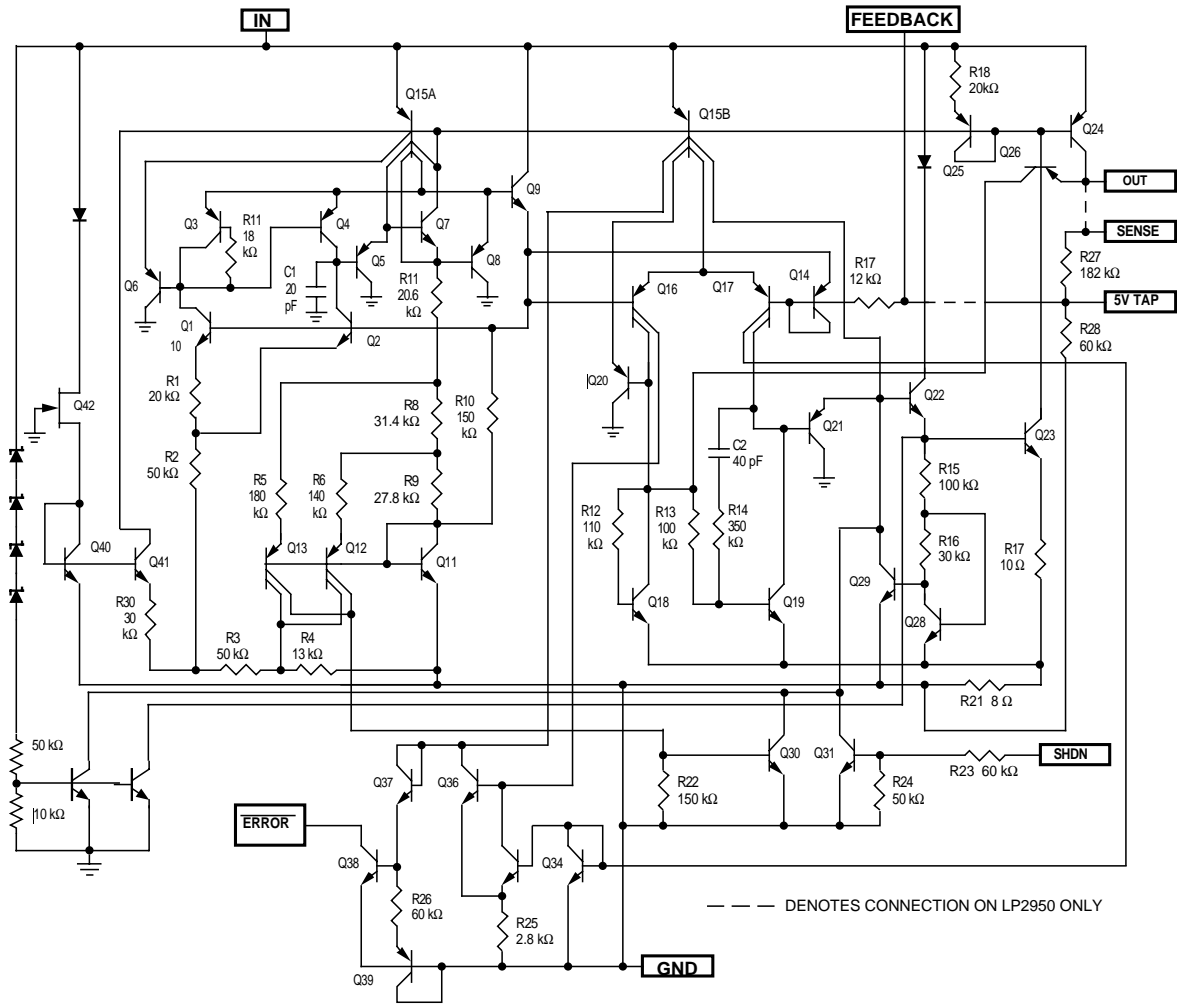 IN
FEEDBACK
R18
20kΩ
Q15A
Q15B
Q24
Q25
Q26
OUT
SENSE
Q9
Q3
R11
18
kΩ
Q4
Q7
Q5
Q8
Q6
C1
20
pF
R11
20.6
kΩ
Q16
Q17
Q14
R17
12 kΩ
R27
182 kΩ
5V TAP
R28
60 kΩ
Q1
10
Q2
R1
20 kΩ
Q42
R2
50 kΩ
R8
31.4 kΩ
R10
150
kΩ
Q20
Q22
Q21
Q23
C2
40 pF
R5
180
kΩ
R6
140
kΩ
R9
27.8 kΩ
R15
100 kΩ
R12
110
kΩ
R13
100
kΩ
R14
350
kΩ
R16
30 kΩ
R17
10 Ω
Q40
Q41
Q13
Q12
Q11
Q29
Q18
Q19
Q28
R30
30
kΩ
R3
50 kΩ
R4
13 kΩ
R21 8 Ω
50 kΩ
10 kΩ
Q30
Q31
R23 60 kΩ
SHDN
R22
150 kΩ
R24
50 kΩ
Q37
Q36
ERROR
Q38
Q34
R26
60 kΩ
R25
2.8 kΩ
DENOTES CONNECTION ON LP2950 ONLY
Q39
GND